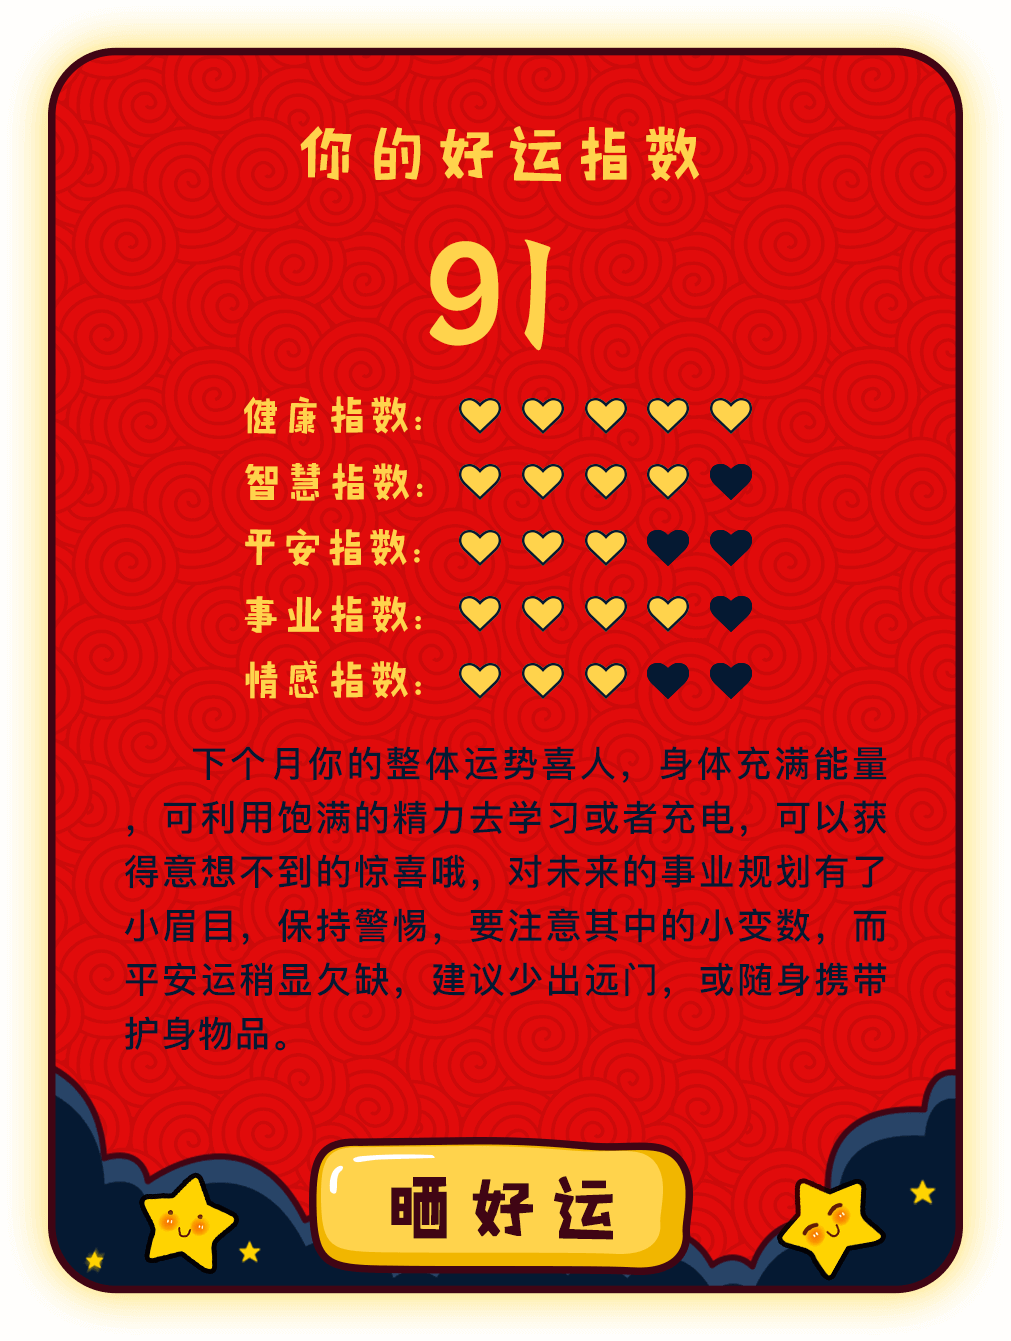 你的好运指数
91
健康指数：
智慧指数：
平安指数：
事业指数：
情感指数：
下个月你的整体运势喜人，身体充满能量
，可利用饱满的精力去学习或者充电，可以获
得意想不到的惊喜哦，对未来的事业规划有了
小眉目，保持警惕，要注意其中的小变数，而
平安运稍显欠缺，建议少出远门，或随身携带
护身物品。
晒好运